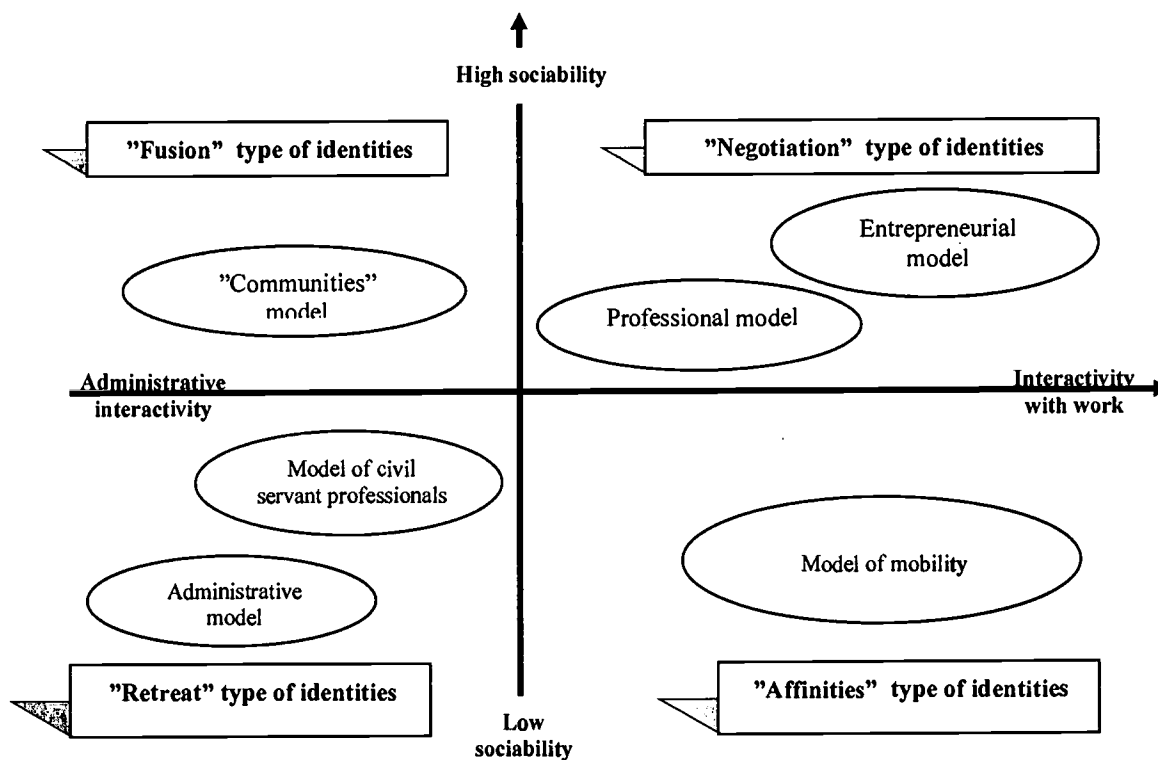 High sociability
”Fusion” type of identities
”Negotiation” type of identities
Entrepreneurial
model
”Communities”
model
Professional model
Administrative
interactivity
Interactivity
with work
Model of civil
servant professionals
Model of mobility
Administrative
model
”Retreat” type of identities
”Affinities” type of identities
Low
sociability